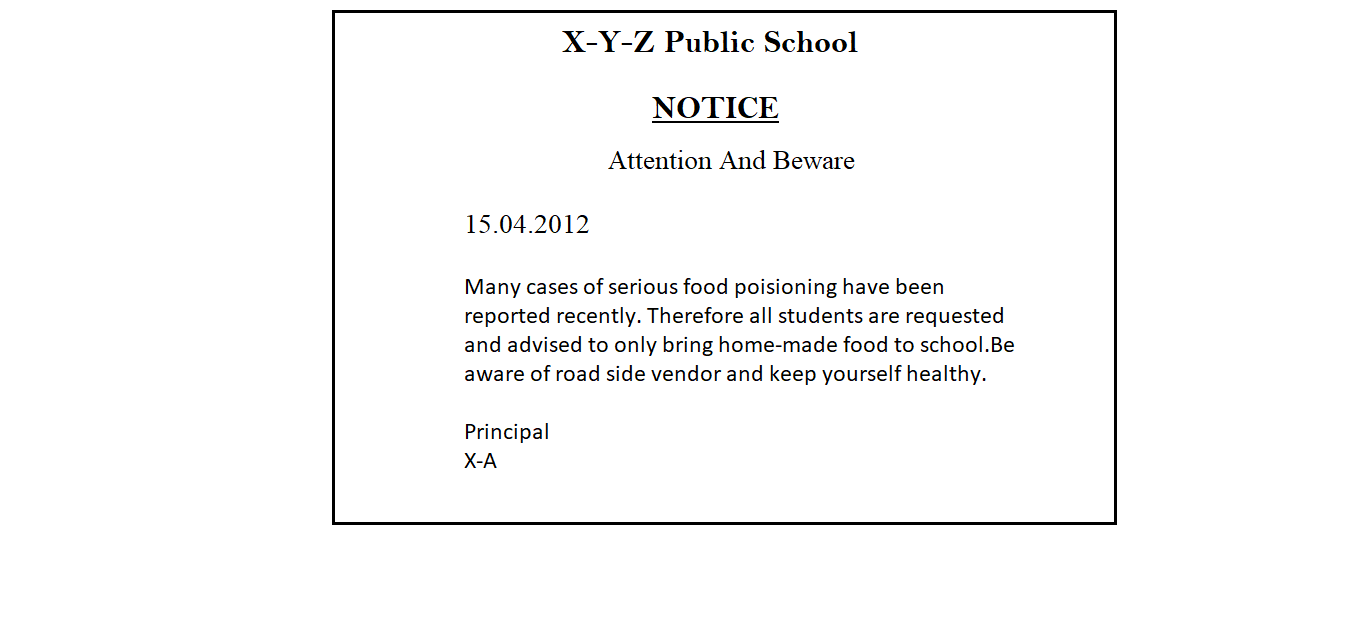 X-Y-Z Public School
NOTICE
Attention And Beware
15.04.2012
Many cases of serious food poisioning have been
reported recently. Therefore all students are requested
and advised to only bring home-made food to school.Be
aware of road side vendor and keep yourself healthy.
Principal
X-A